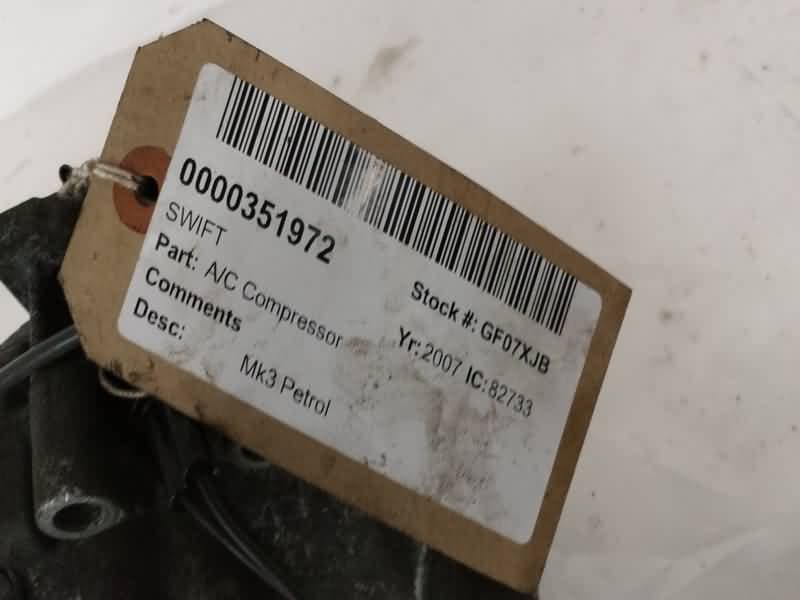 0000351972
SWIFT
Stock #: GF07XJB
Part: A/C Compressor
Yr: 2007 IC: 82733
Comments
Desc:
Mk3 Petrol